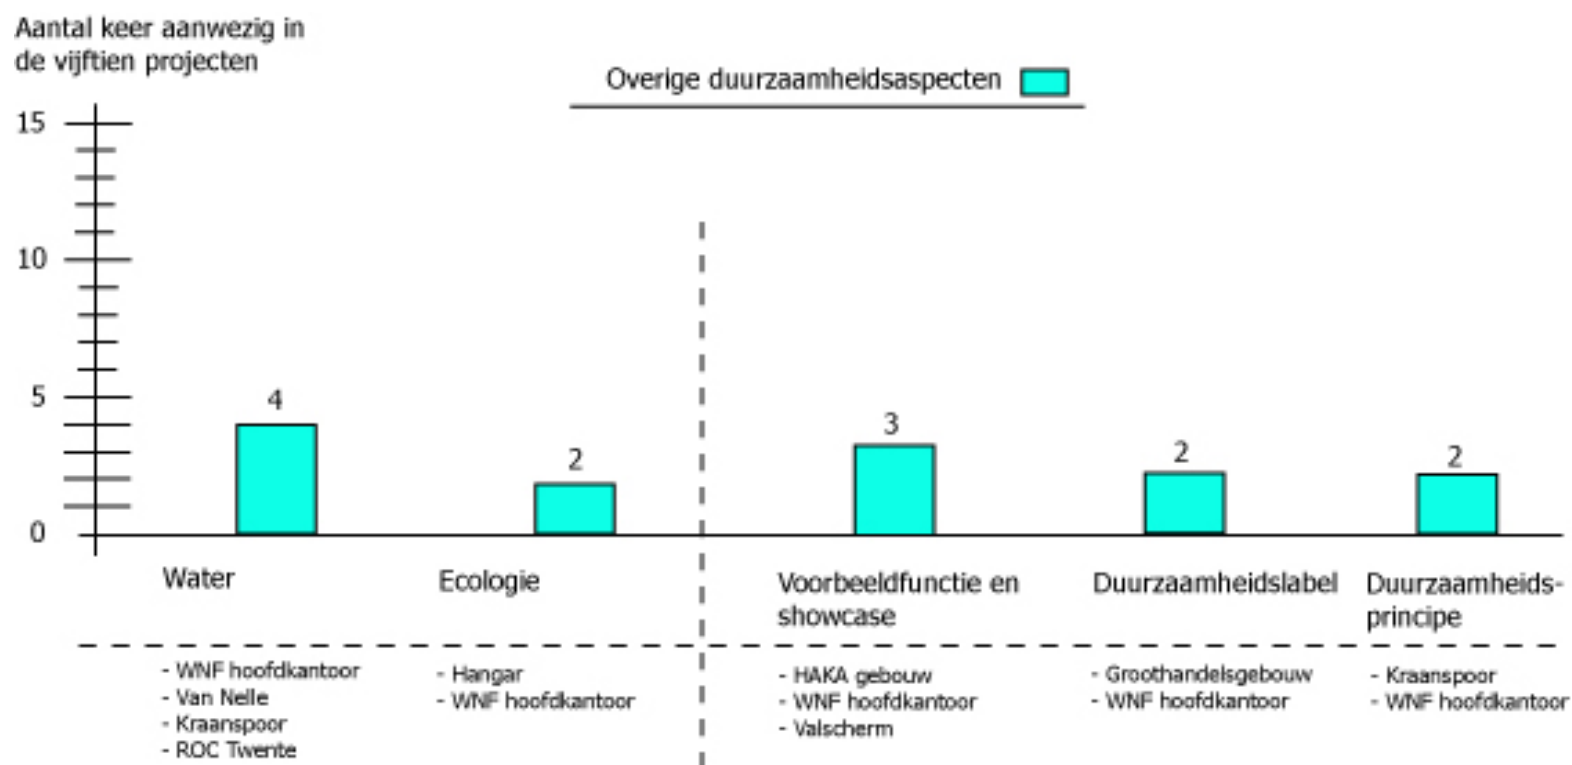 Aantal keer aanwezig in
de vijftien projecten
Overige duurzaamheidsaspecten
15
10
5
0
4
2
3
2
2
Water
Ecologie
Voorbeeldfunctie en
showcase
Duurzaamheidslabel
Duurzaamheids-
principe
- WNF hoofdkantoor
- Van Nelle
- Kraanspoor
- ROC Twente
- Hangar
- WNF hoofdkantoor
- HAKA gebouw
- WNF hoofdkantoor
- Valscherm
- Groothandelsgebouw
- WNF hoofdkantoor
- Kraanspoor
- WNF hoofdkantoor